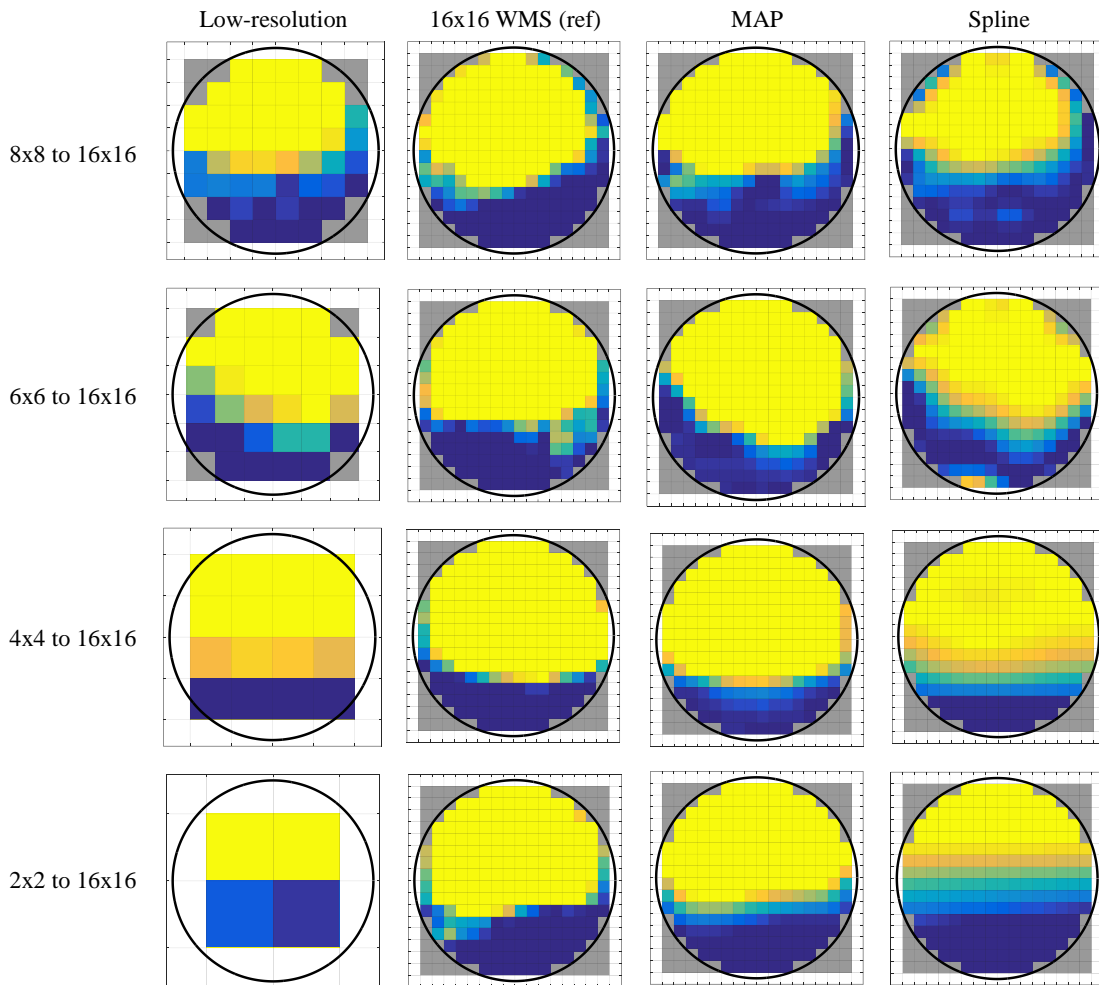 Low-resolution
16x16 WMS (ref)
MAP
Spline
8x8 to 16x16
6x6 to 16x16
4x4 to 16x16
2x2 to 16x16